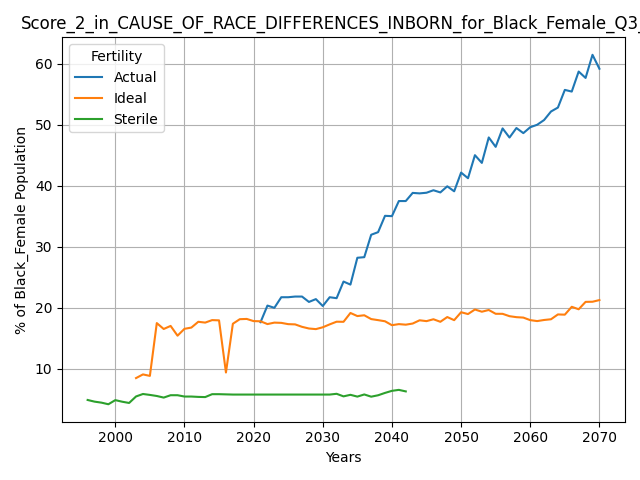 Score_2_in_CAUSE_OF_RACE_DIFFERENCES_INBORN_for_Black_Female_Q3_
Fertility
Actual
Ideal
Sterile
% of Black_Female Population
60
50
40
30
20
10
2000
2010
2020
2030
2040
2050
2060
2070
Years